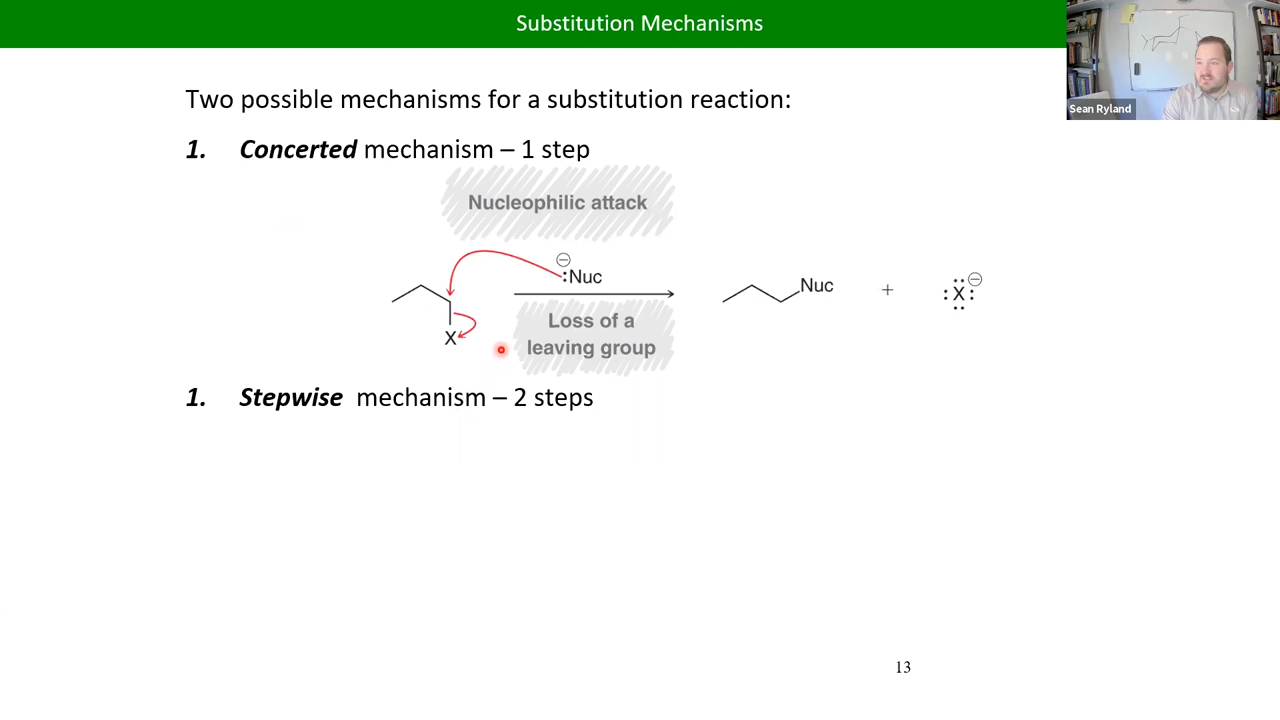 Substitution Mechanisms
Sean Ryland
Two possible mechanisms for a substitution reaction:
1. Concerted mechanism – 1 step
Nucleophilic attack
⊖
:Nuc
X
Loss of a
leaving group
Nuc
+
:X: ⊖
1. Stepwise mechanism – 2 steps
13